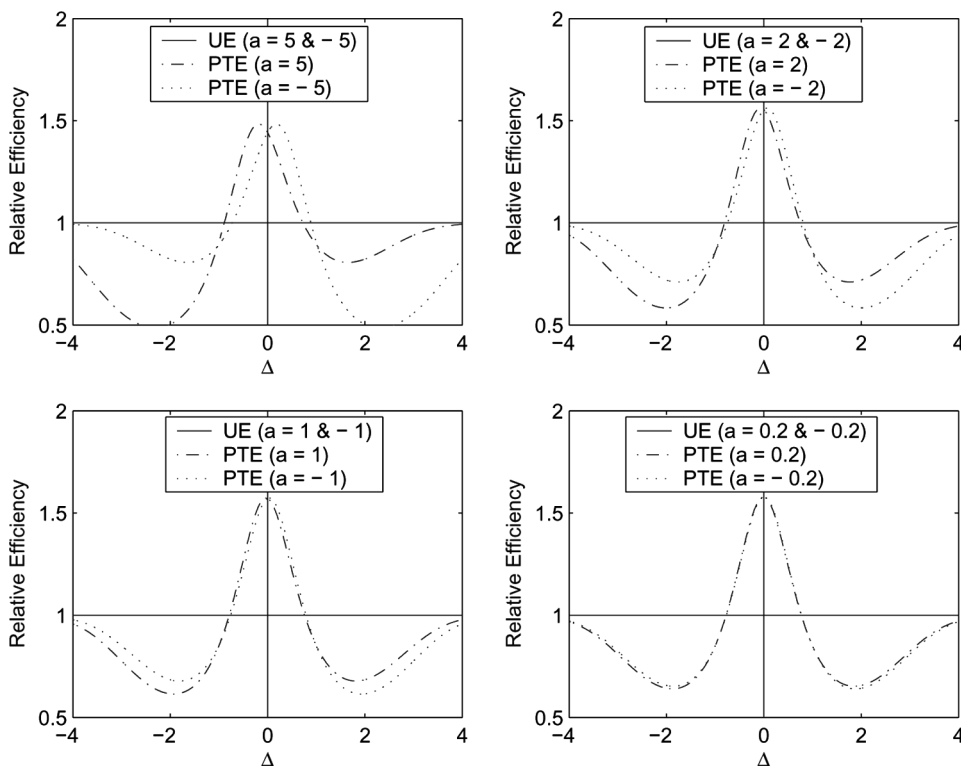 2
UE (a = 5 & − 5)
PTE (a = 5)
PTE (a = − 5)
1.5
Relative Efficiency
1
0.5
−4
−2
0
2
4
Δ
2
UE (a = 2 & − 2)
PTE (a = 2)
PTE (a = − 2)
1.5
Relative Efficiency
1
0.5
−4
−2
0
2
4
Δ
2
UE (a = 1 & − 1)
PTE (a = 1)
PTE (a = − 1)
1.5
Relative Efficiency
1
0.5
−4
−2
0
2
4
Δ
2
UE (a = 0.2 & − 0.2)
PTE (a = 0.2)
PTE (a = − 0.2)
1.5
Relative Efficiency
1
0.5
−4
−2
0
2
4
Δ